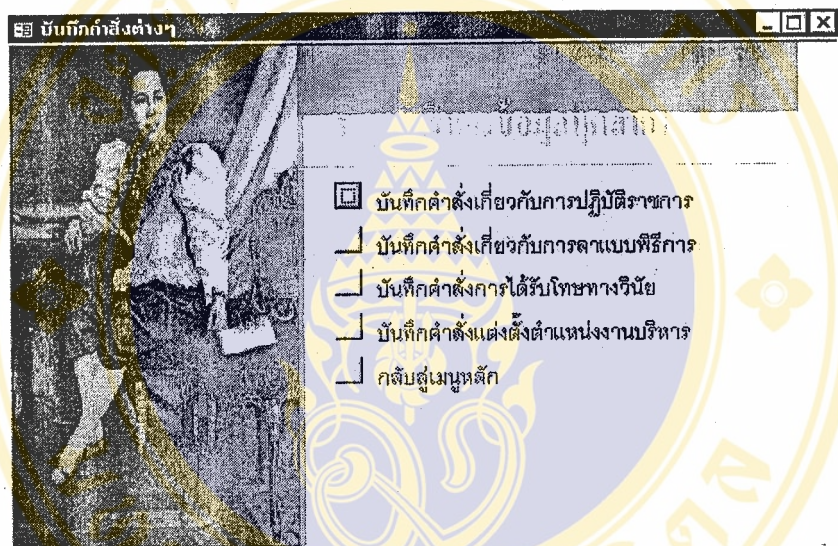 บันทึกคำสั่งต่างๆ
บันทึกคำสั่งเกี่ยวกับการปฏิบัติราชการ
บันทึกคำสั่งเกี่ยวกับการลาแบบพิธีการ
บันทึกคำสั่งการได้รับโทษทางวินัย
บันทึกคำสั่งแต่งตั้งตำแหน่งงานบริหาร
กลับสู่เมนูหลัก